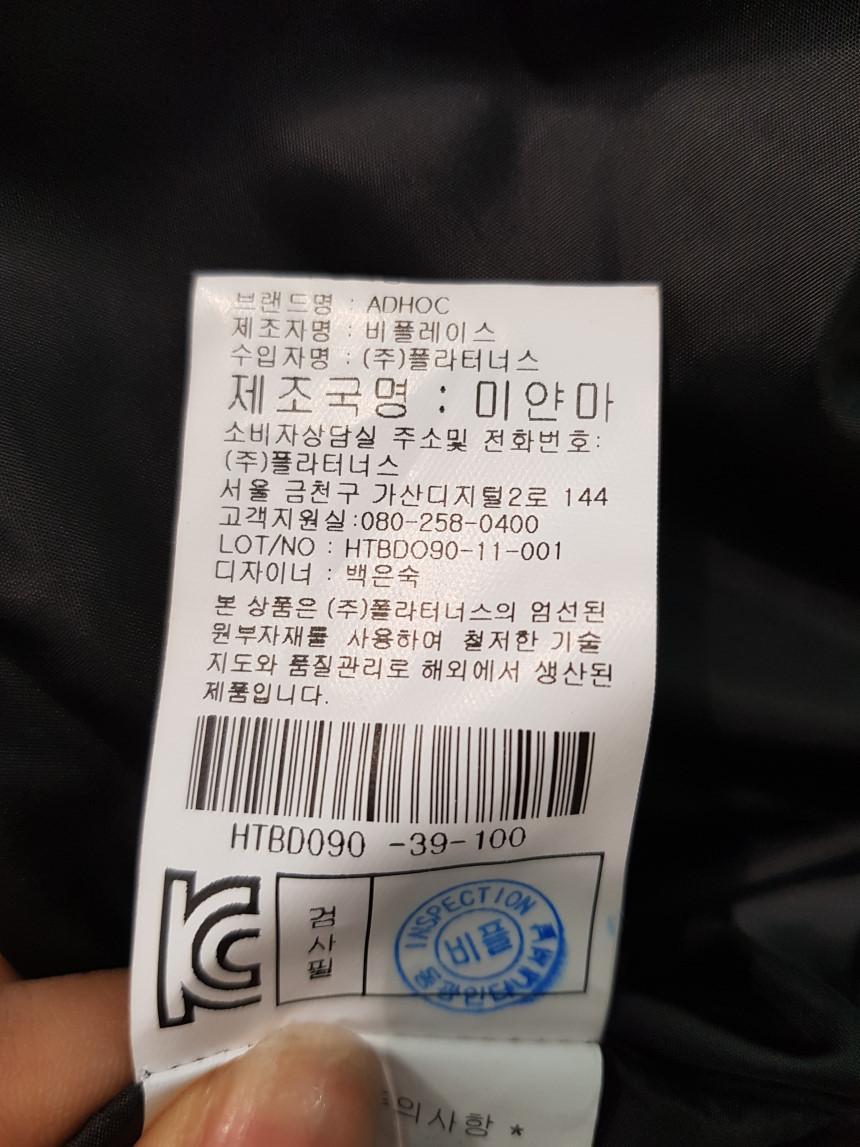 브랜드명 : ADHOC
제조자명 : 비플레이스
수입자명 : (주)폴라터너스
제조국명 : 미얀마
소비자상담실 주소및 전화번호:
(주)폴라터너스
서울 금천구 가산디지털2로 144
고객지원실:080-258-0400
LOT/NO : HTBDO90-11-001
디자이너 : 백은숙
본 상품은 (주)폴라터너스의 엄선된
원부자재를 사용하여 철저한 기술
지도와 품질관리로 해외에서 생산된
제품입니다.
HTBD090 -39-100
KC
검사필
INSPECTION
비플
*